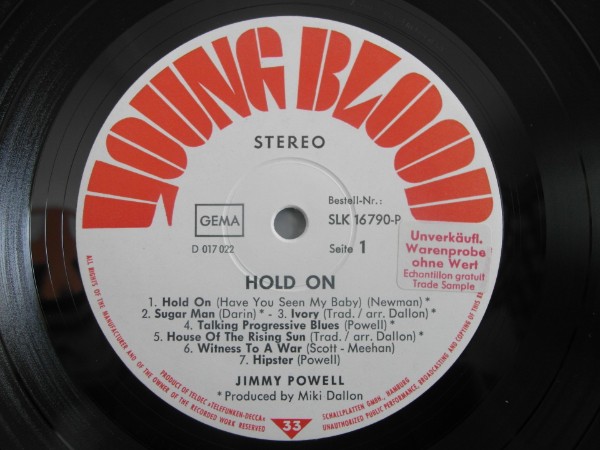 YOUNG BLOOD
STEREO
GEMA
D 017 022
Bestell-Nr.:
SLK 16790-P
Seite 1
Unverkäufl.
Warenprobe
ohne Wert
Echantillon gratuit
Trade Sample
HOLD ON
1. Hold On (Have You Seen My Baby) (Newman) *
2. Sugar Man (Darin) * - 3. Ivory (Trad. / arr. Dallon) *
4. Talking Progressive Blues (Powell) *
5. House Of The Rising Sun (Trad. / arr. Dallon) *
6. Witness To A War (Scott - Meehan)
7. Hipster (Powell)
JIMMY POWELL
* Produced by Miki Dallon
ALL RIGHTS OF THE MANUFACTURER AND OF THE OWNER OF THE RECORDED WORK RESERVED
PRODUCT OF TELDEC »TELEFUNKEN-DECCA« SCHALLPLATTEN GMBH., HAMBURG
UNAUTHORIZED PUBLIC PERFORMANCE, BROADCASTING AND COPYING OF THIS RE
33